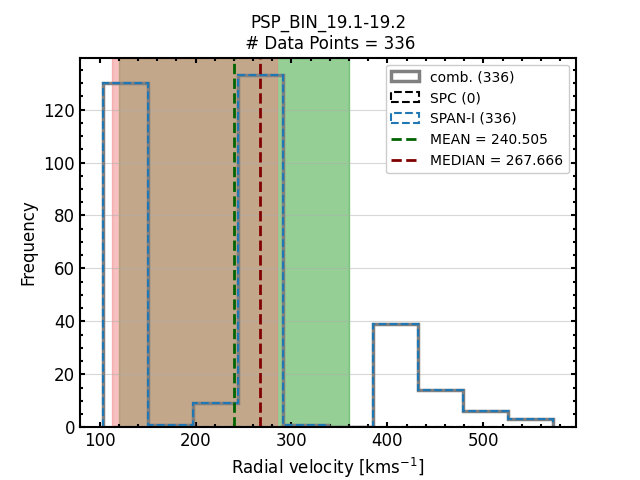 PSP_BIN_19.1-19.2
# Data Points = 336
comb. (336)
SPC (0)
SPAN-I (336)
MEAN = 240.505
MEDIAN = 267.666
Frequency
120
100
80
60
40
20
0
100 200 300 400 500
Radial velocity [kms⁻¹]